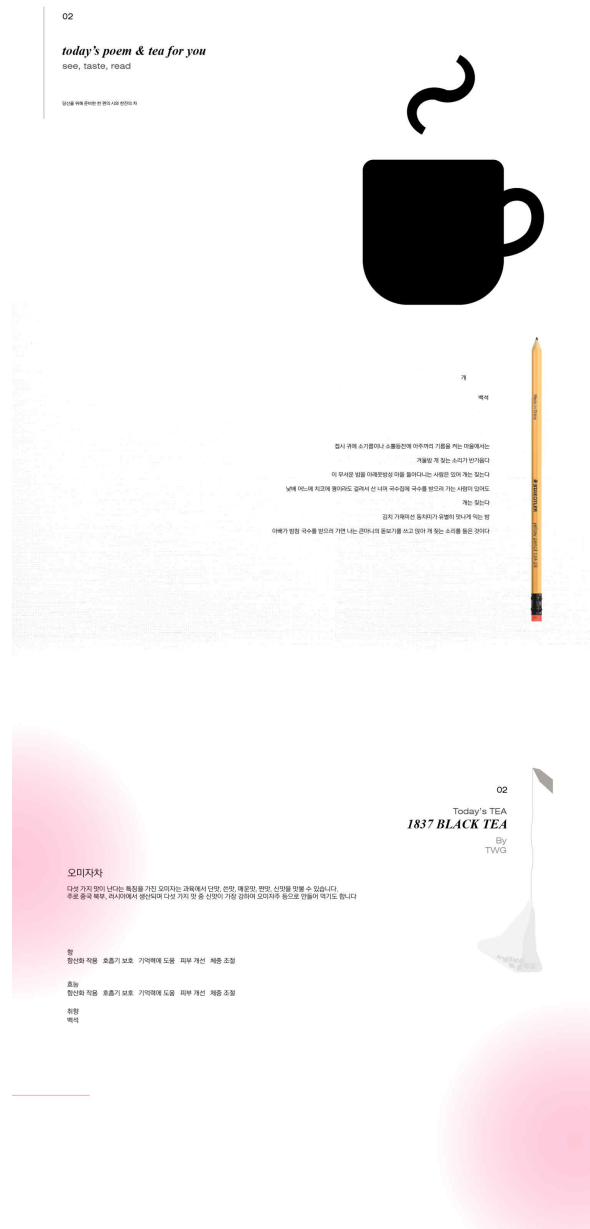 02
today's poem & tea for you
see, taste, read
당신을 위해 준비한 한 편의 시와 한잔의 차
개
백석
접시 귀에 소기름이나 소뿔등잔에 아주까리 기름을 켜는 마을에서는
겨울밤 개 짖는 소리가 반가웁다
이 무서운 밤을 아래웃방성 마을 돌아다니는 사람은 있어 개는 짖는다
낮배 어느메 치코에 꿩이라도 걸려서 산 너머 국수집에 국수를 받으러 가는 사람이 있어도
개는 짖는다
김치 가재미선 동치미가 유별히 맛나게 익는 밤
아배가 밤참 국수를 받으러 가면 나는 큰마니의 돋보기를 쓰고 앉아 개 짖는 소리를 들은 것이다
STAEDTLER
02
Today's TEA
1837 BLACK TEA
By
TWG
오미자차
다섯 가지 맛이 난다는 특징을 가진 오미자는 과육에서 단맛, 쓴맛, 매운맛, 짠맛, 신맛을 맛볼 수 있습니다.
주로 중국 북부, 러시아에서 생산되며 다섯 가지 맛 중 신맛이 가장 강하며 오미자주 등으로 만들어 먹기도 합니다
향
항산화 작용 호흡기 보호 기억력에 도움 피부 개선 체중 조절
효능
항산화 작용 호흡기 보호 기억력에 도움 피부 개선 체중 조절
취향
백석